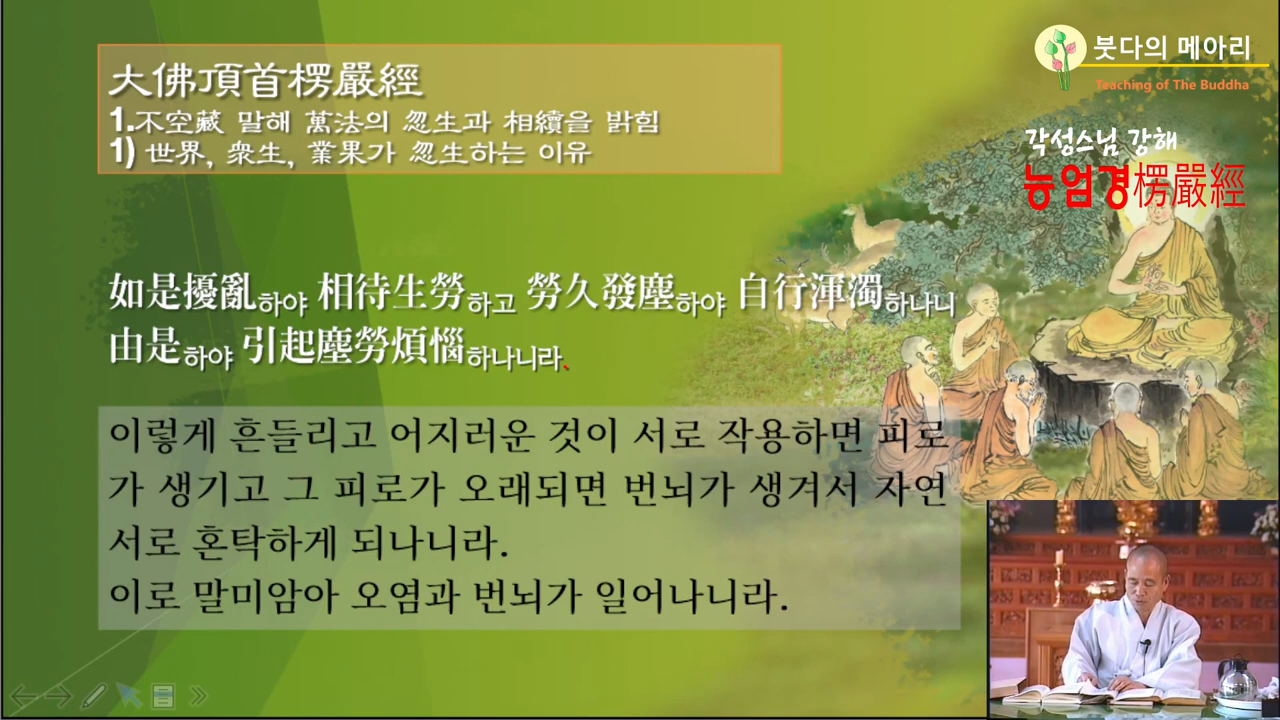 大佛頂首楞嚴經
1.不空藏 말해 萬法의 忽生과 相續을 밝힘
1) 世界, 衆生, 業果가 忽生하는 이유
붓다의 메아리
Teaching of The Buddha
각성스님 강해
능엄경楞嚴經
如是擾亂하야 相待生勞하고 勞久發塵하야 自行渾濁하나니
由是하야 引起塵勞煩惱하나니라、
이렇게 흔들리고 어지러운 것이 서로 작용하면 피로
가 생기고 그 피로가 오래되면 번뇌가 생겨서 자연
서로 혼탁하게 되나니라.
이로 말미암아 오염과 번뇌가 일어나니라.